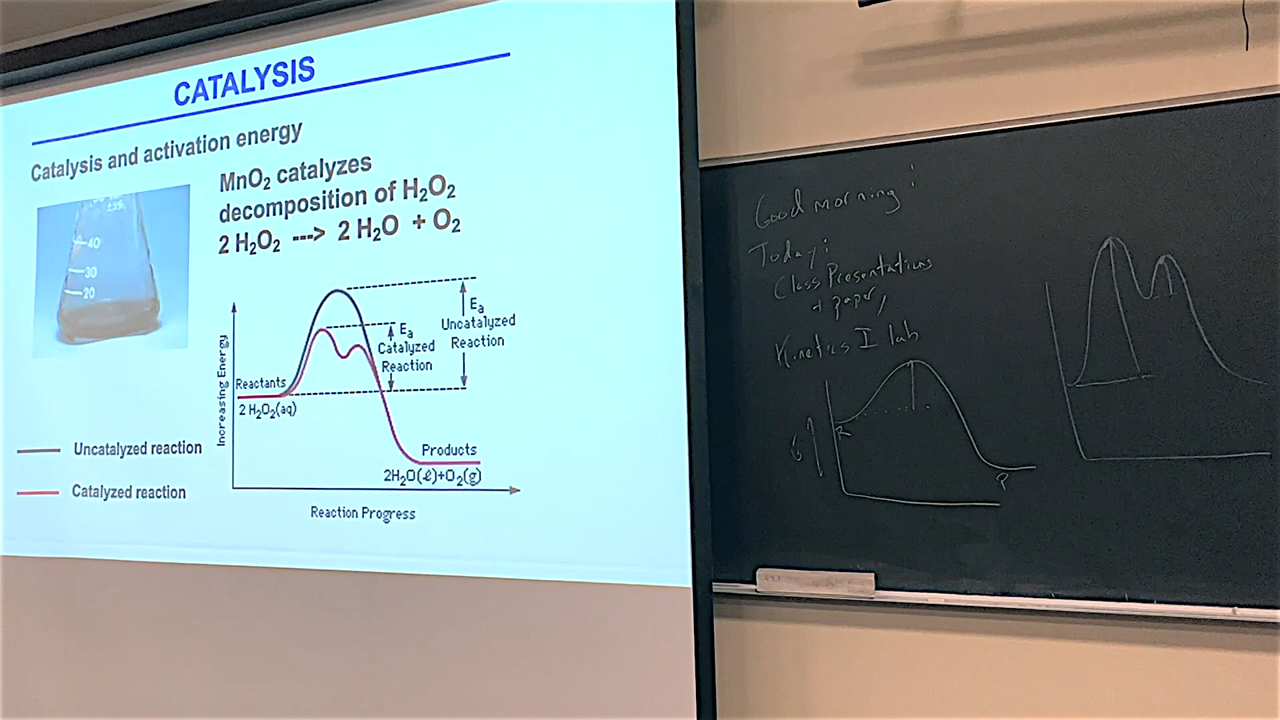 CATALYSIS
Catalysis and activation energy
MnO₂ catalyzes
decomposition of H₂O₂
2 H₂O₂ ---> 2 H₂O + O₂
40
30
20
Increasing Energy
Reactants
2 H₂O₂(aq)
Eₐ
Catalyzed
Reaction
Eₐ
Uncatalyzed
Reaction
Products
2H₂O(ℓ)+O₂(g)
Reaction Progress
Uncatalyzed reaction
Catalyzed reaction
Good morning!
Today:
Class Presentations
+ paper,
Kinetics I lab
R
P